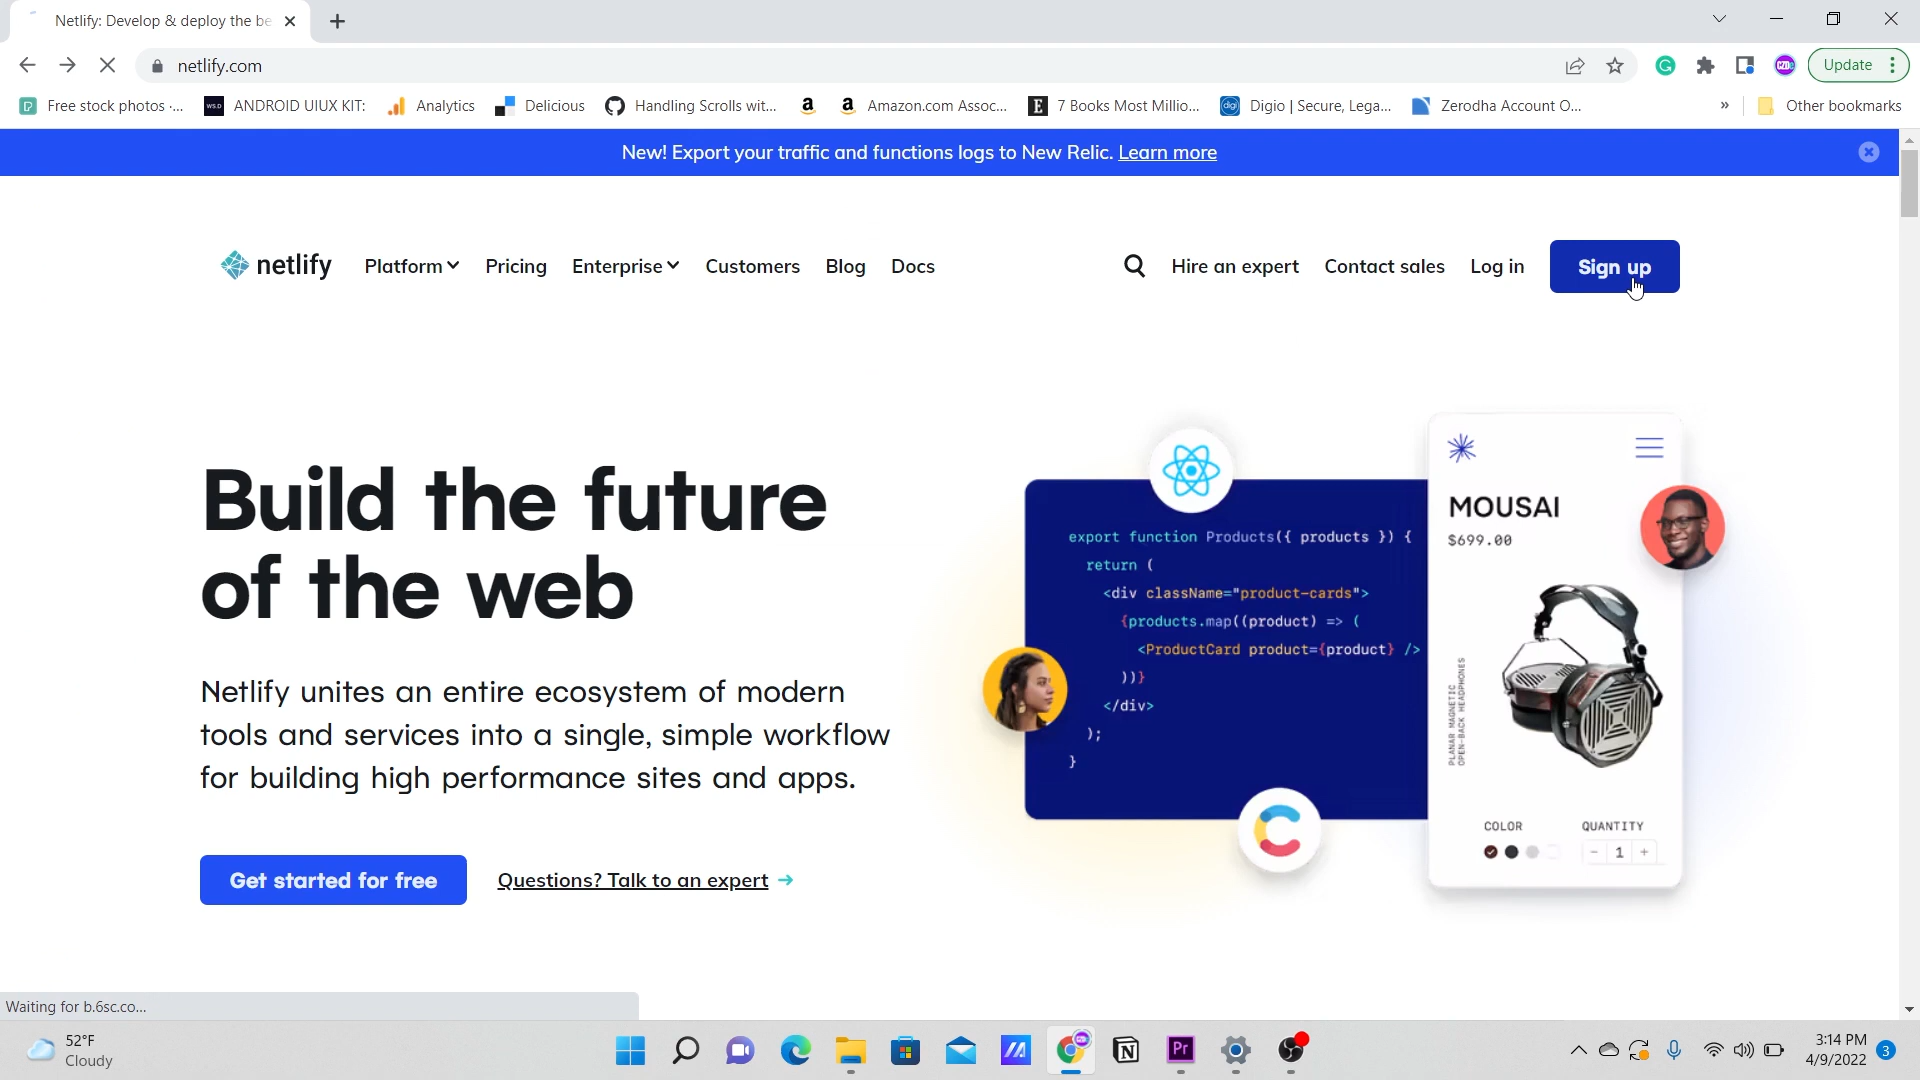 Netlify: Develop & deploy the be
netlify.com
Update
Free stock photos ·...
WS.D
ANDROID UIUX KIT:
Analytics
Delicious
Handling Scrolls wit...
Amazon.com Assoc...
7 Books Most Millio...
Digio | Secure, Lega...
Zerodha Account O...
»
Other bookmarks
New! Export your traffic and functions logs to New Relic. Learn more
netlify
Platform
Pricing
Enterprise
Customers
Blog
Docs
Hire an expert
Contact sales
Log in
Sign up
Build the future
of the web
Netlify unites an entire ecosystem of modern
tools and services into a single, simple workflow
for building high performance sites and apps.
Get started for free
Questions? Talk to an expert →
export function Products({ products }) {
return (
<div className="product-cards">
{products.map((product) => (
<ProductCard product={product} />
))}
</div>
);
}
MOUSAI
$699.00
PLANAR MAGNETIC
OPEN-BACK HEADPHONES
COLOR
QUANTITY
- 1 +
Waiting for b.6sc.co...
52°F
Cloudy
Pr
3:14 PM
4/9/2022
3